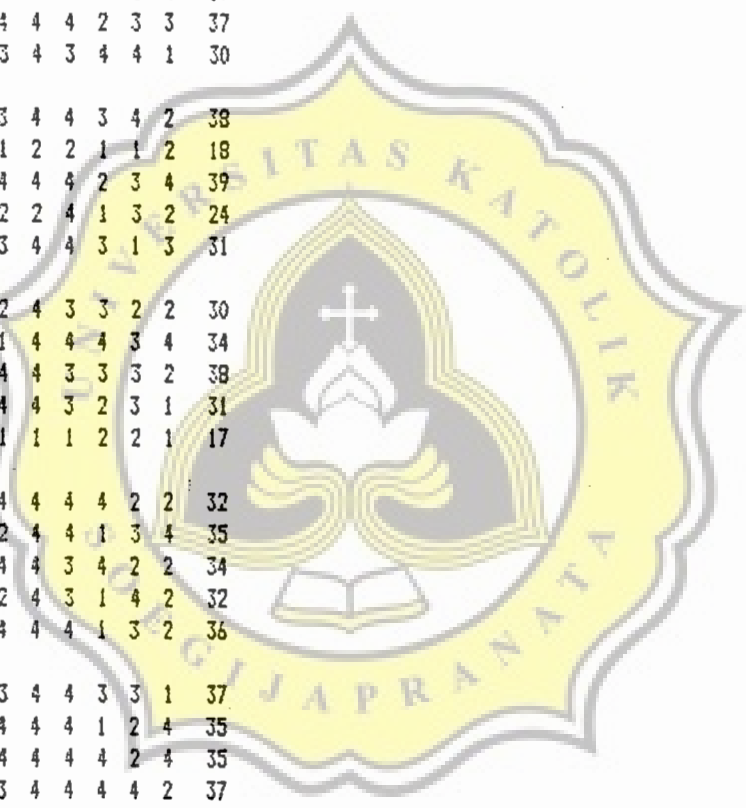 4 4 4 2 3 3 37
3 4 3 4 4 1 30
3 4 4 3 4 2 38
1 2 2 1 1 2 18
4 4 4 2 3 4 39
2 2 4 1 3 2 24
3 4 4 3 1 3 31
2 4 3 3 2 2 30
1 4 4 4 3 4 34
4 4 3 3 3 2 38
4 4 3 2 3 1 31
1 1 1 2 2 1 17
4 4 4 4 2 2 32
2 4 4 1 3 4 35
4 4 3 4 2 2 34
2 4 3 1 4 2 32
4 4 4 1 3 2 36
3 4 4 3 3 1 37
4 4 4 1 2 4 35
4 4 4 4 2 4 35
3 4 4 4 4 2 37
UNIVERSITAS KATOLIK
SOEGIJAPRANATA